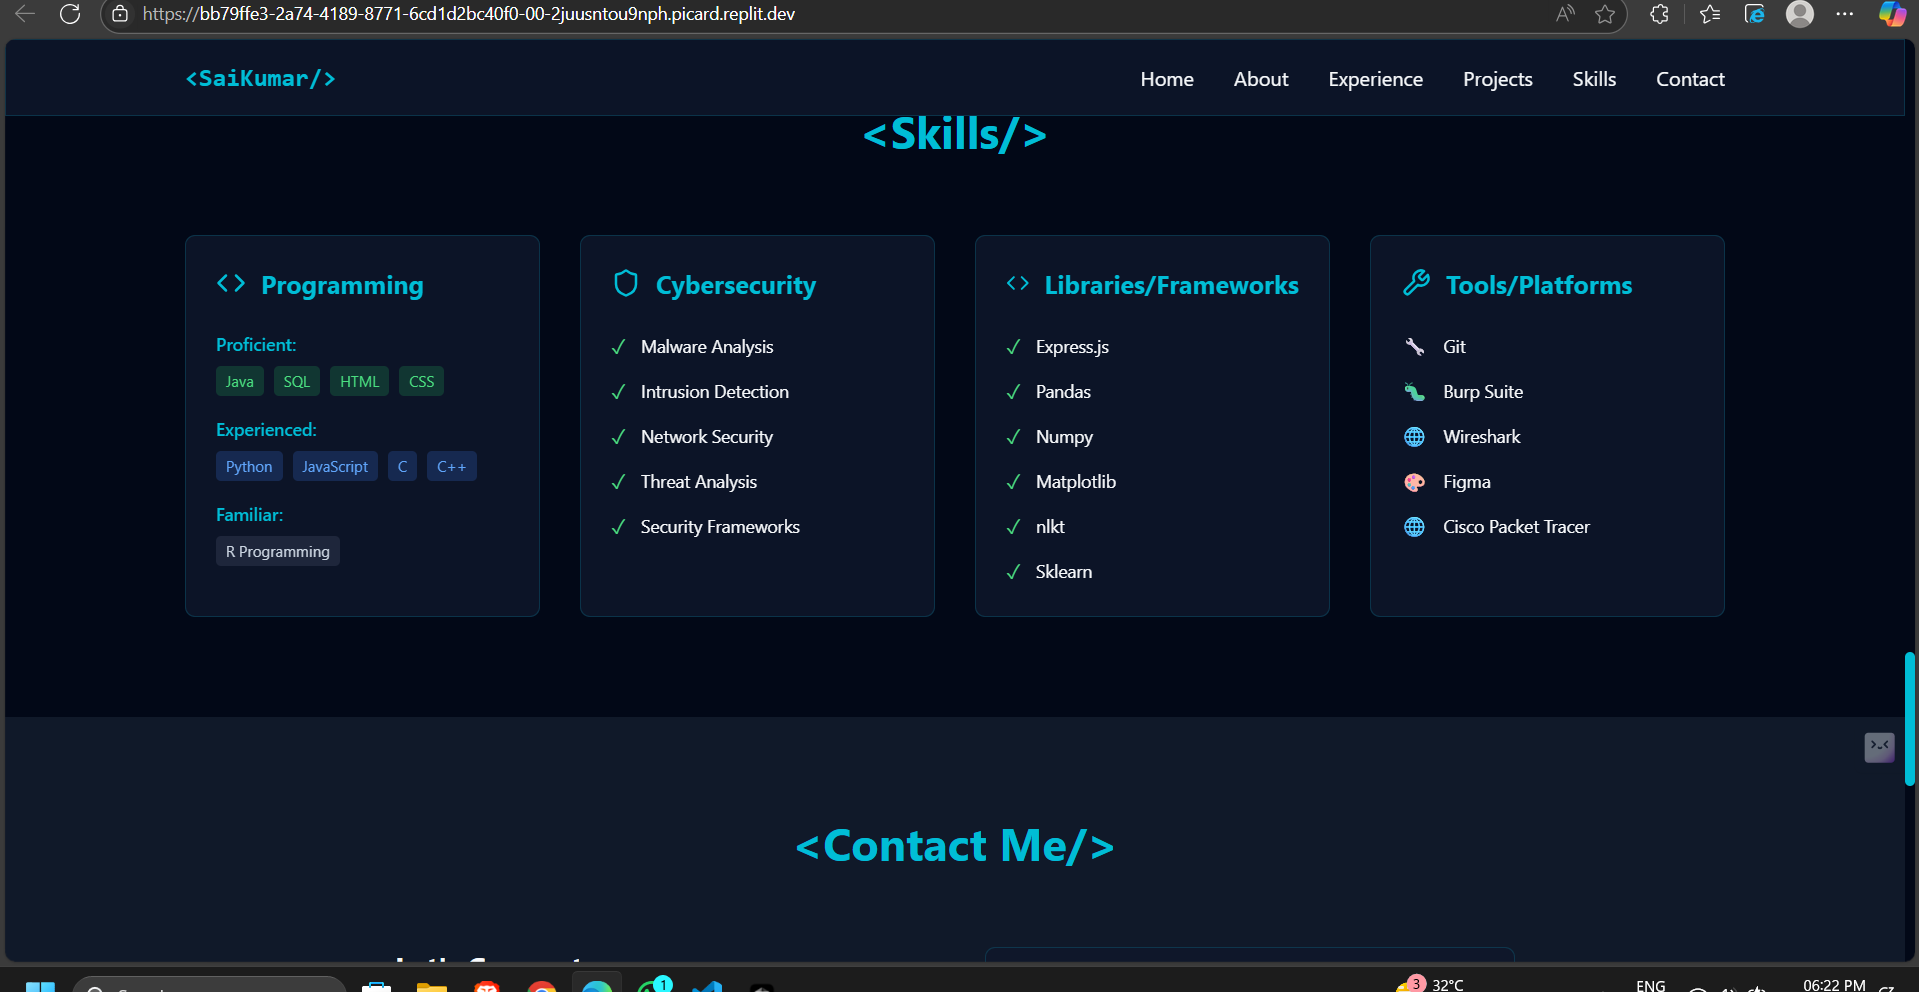 https://bb79ffe3-2a74-4189-8771-6cd1d2bc40f0-00-2juusntou9nph.picard.replit.dev
<SaiKumar/>
Home About Experience Projects Skills Contact
<Skills/>
Programming
Proficient:
Java SQL HTML CSS
Experienced:
Python JavaScript C C++
Familiar:
R Programming
Cybersecurity
✓ Malware Analysis
✓ Intrusion Detection
✓ Network Security
✓ Threat Analysis
✓ Security Frameworks
Libraries/Frameworks
✓ Express.js
✓ Pandas
✓ Numpy
✓ Matplotlib
✓ nlkt
✓ Sklearn
Tools/Platforms
Git
Burp Suite
Wireshark
Figma
Cisco Packet Tracer
<Contact Me/>
1
3
32°C
ENG
06:22 PM